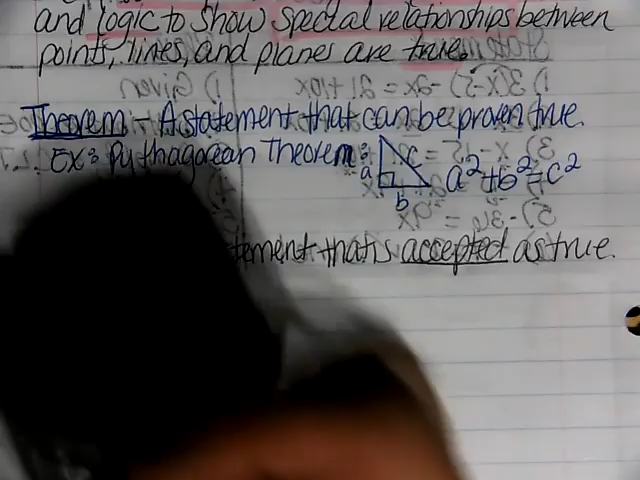 and logic to show special relationships between
points, lines, and planes are true.
Theorem - A statement that can be proven true.
Ex: Pythagorean Theorem: a c b a²+b²=c²
tement that is accepted as true.